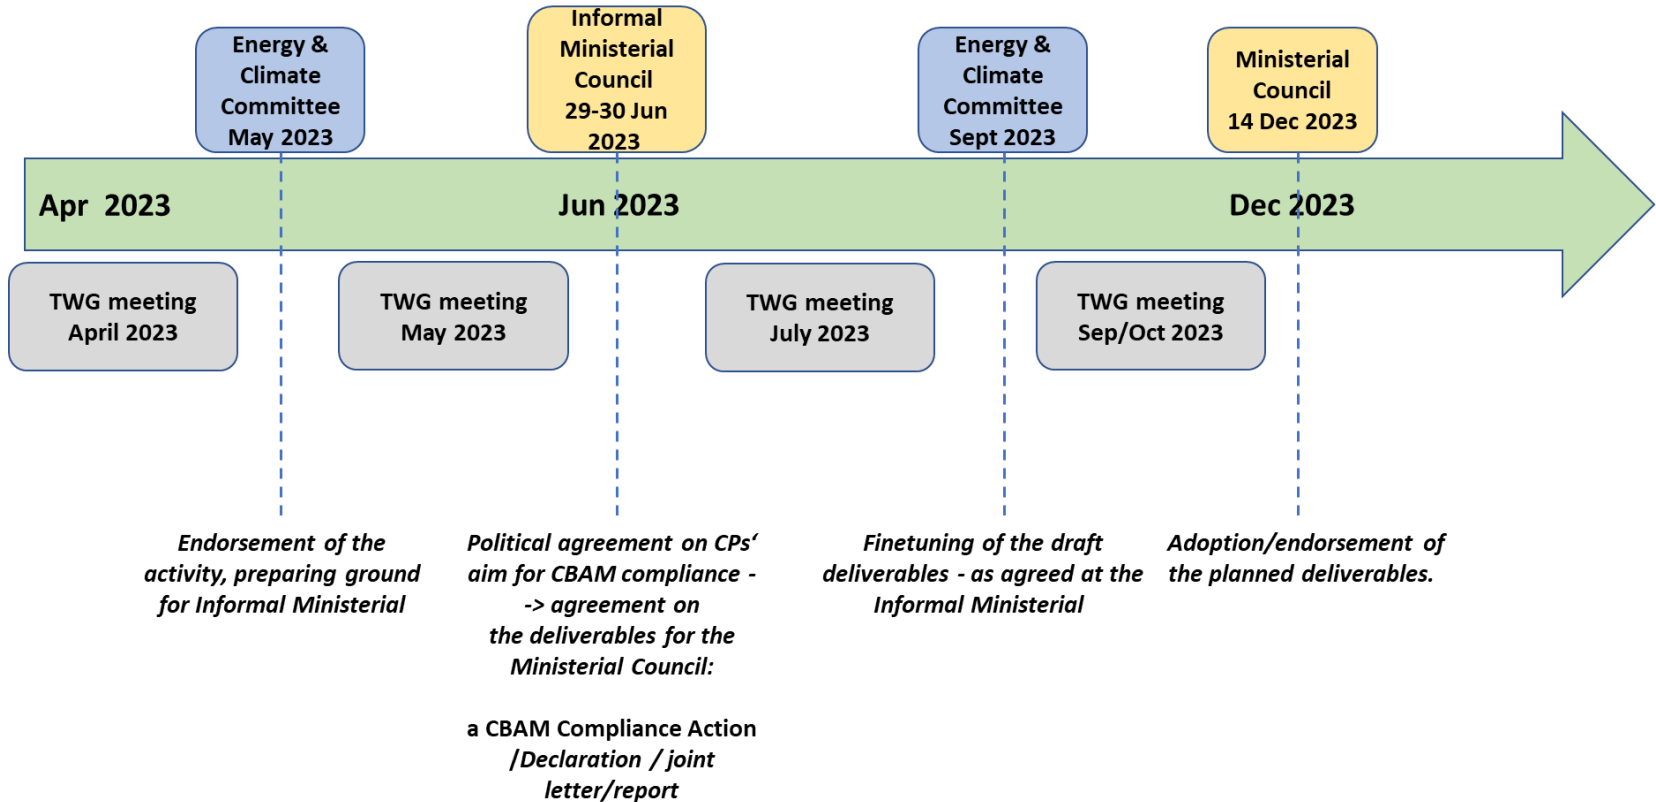 Energy &
Climate
Committee
May 2023
Informal
Ministerial
Council
29-30 Jun
2023
Energy &
Climate
Committee
Sept 2023
Ministerial
Council
14 Dec 2023
Apr  2023
Jun 2023
Dec 2023
TWG meeting
April 2023
TWG meeting
May 2023
TWG meeting
July 2023
TWG meeting
Sep/Oct 2023
Endorsement of the
activity, preparing ground
for Informal Ministerial
Political agreement on CPs‘
aim for CBAM compliance -
-> agreement on
the deliverables for the
Ministerial Council:
a CBAM Compliance Action
/Declaration / joint
letter/report
Finetuning of the draft
deliverables - as agreed at the
Informal Ministerial
Adoption/endorsement of
the planned deliverables.